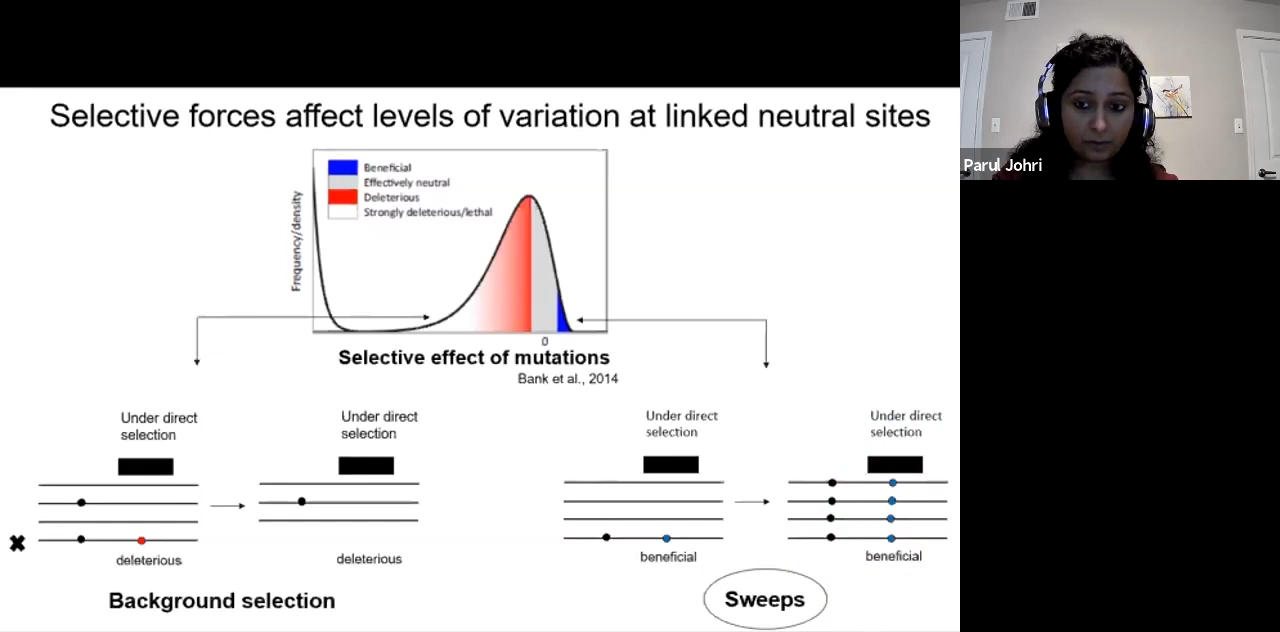 Selective forces affect levels of variation at linked neutral sites
Beneficial
Effectively neutral
Deleterious
Strongly deleterious/lethal
Frequency/density
0
Selective effect of mutations
Bank et al., 2014
Under direct
selection
Under direct
selection
Under direct
selection
Under direct
selection
deleterious
deleterious
beneficial
beneficial
Background selection
Sweeps
Parul Johri